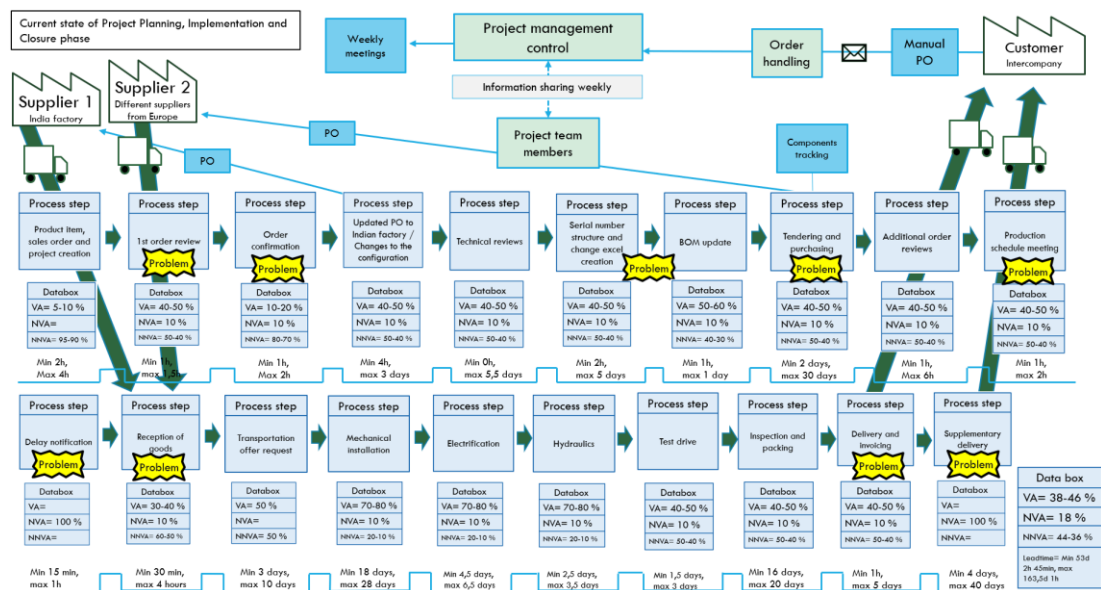 Current state of Project Planning, Implementation and
Closure phase
Weekly
meetings
Project management
control
Order
handling
Manual
PO
Customer
Intercompany
Supplier 1
India factory
Supplier 2
Different suppliers
from Europe
Information sharing weekly
Project team
members
PO
PO
Components
tracking
Process step
Product item,
sales order and
project creation
Process step
1st order review
Problem
Process step
Order
confirmation
Problem
Process step
Updated PO to
Indian factory /
Changes to the
configuration
Process step
Technical reviews
Process step
Serial number
structure and
change excel
creation
Problem
Process step
BOM update
Process step
Tendering and
purchasing
Problem
Process step
Additional order
reviews
Process step
Production
schedule meeting
Problem
Databox
VA= 5-10 %
NVA=
NNVA= 95-90 %
Databox
VA= 40-50 %
NVA= 10 %
NNVA= 50-40 %
Databox
VA= 10-20 %
NVA= 10 %
NNVA= 80-70 %
Databox
VA= 40-50 %
NVA= 10 %
NNVA= 50-40 %
Databox
VA= 40-50 %
NVA= 10 %
NNVA= 50-40 %
Databox
VA= 40-50 %
NVA= 10 %
NNVA= 50-40 %
Databox
VA= 50-60 %
NVA= 10 %
NNVA= 40-30 %
Databox
VA= 40-50 %
NVA= 10 %
NNVA= 50-40 %
Databox
VA= 40-50 %
NVA= 10 %
NNVA= 50-40 %
Databox
VA= 40-50 %
NVA= 10 %
NNVA= 50-40 %
Min 2h,
Max 4h
Min 1h,
max 1,5h
Min 1h,
Max 2h
Min 4h,
max 3 days
Min 0h,
max 5,5 days
Min 2h,
max 5 days
Min 1h,
max 1 day
Min 2 days,
max 30 days
Min 1h,
Max 6h
Min 1h,
max 2h
Process step
Delay notification
Problem
Process step
Reception of
goods
Problem
Process step
Transportation
offer request
Process step
Mechanical
installation
Process step
Electrification
Process step
Hydraulics
Process step
Test drive
Process step
Inspection and
packing
Process step
Delivery and
invoicing
Problem
Process step
Supplementary
delivery
Problem
Databox
VA=
NVA= 100 %
NNVA=
Databox
VA= 30-40 %
NVA= 10 %
NNVA= 60-50 %
Databox
VA= 50 %
NVA=
NNVA= 50 %
Databox
VA= 70-80 %
NVA= 10 %
NNVA= 20-10 %
Databox
VA= 70-80 %
NVA= 10 %
NNVA= 20-10 %
Databox
VA= 70-80 %
NVA= 10 %
NNVA= 20-10 %
Databox
VA= 40-50 %
NVA= 10 %
NNVA= 50-40 %
Databox
VA= 40-50 %
NVA= 10 %
NNVA= 50-40 %
Databox
VA= 40-50 %
NVA= 10 %
NNVA= 50-40 %
Databox
VA=
NVA= 100 %
NNVA=
Data box
VA= 38-46 %
NVA= 18 %
NNVA= 44-36 %
Leadtime= Min 53d
2h 45min, max
163,5d 1h
Min 15 min,
max 1h
Min 30 min,
max 4 hours
Min 3 days,
max 10 days
Min 18 days,
max 28 days
Min 4,5 days,
max 6,5 days
Min 2,5 days,
max 3,5 days
Min 1,5 days,
max 3 days
Min 16 days,
max 20 days
Min 1h,
max 5 days
Min 4 days,
max 40 days